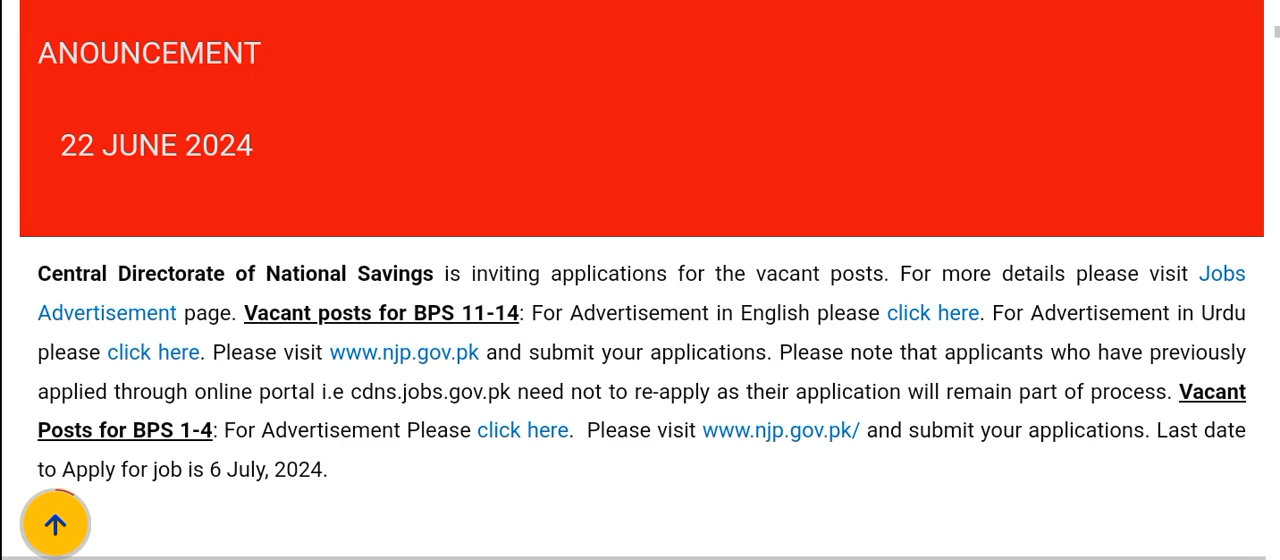 ANOUNCEMENT
22 JUNE 2024
Central Directorate of National Savings is inviting applications for the vacant posts. For more details please visit Jobs
Advertisement page. Vacant posts for BPS 11-14: For Advertisement in English please click here. For Advertisement in Urdu
please click here. Please visit www.njp.gov.pk and submit your applications. Please note that applicants who have previously
applied through online portal i.e cdns.jobs.gov.pk need not to re-apply as their application will remain part of process. Vacant
Posts for BPS 1-4: For Advertisement Please click here.  Please visit www.njp.gov.pk/ and submit your applications. Last date
to Apply for job is 6 July, 2024.